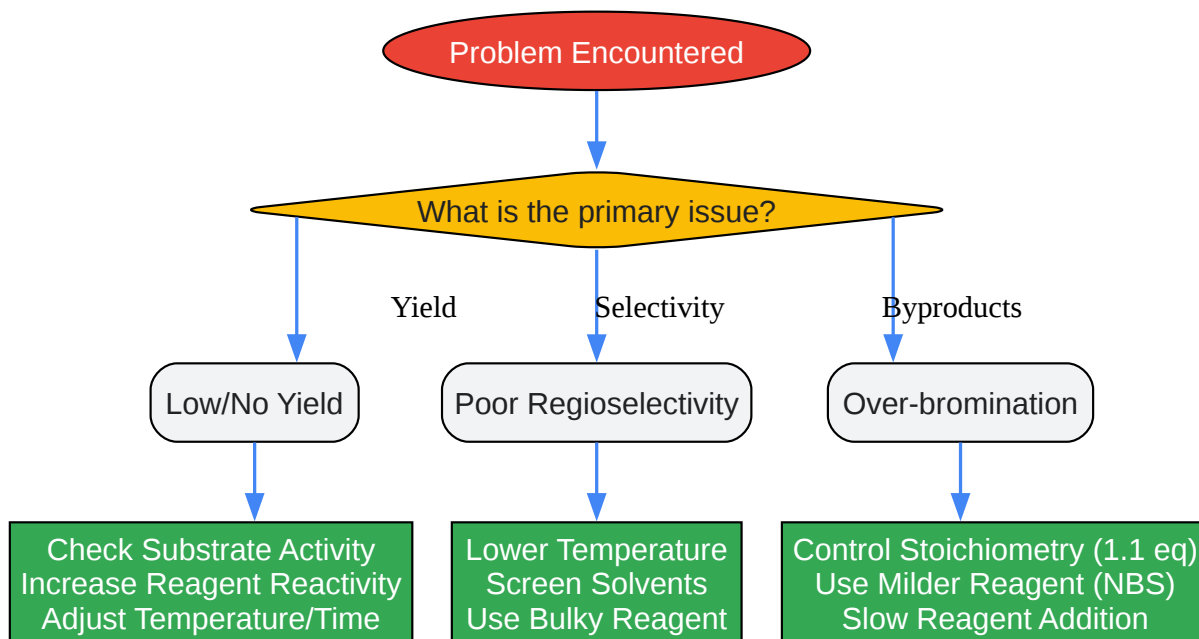 Problem Encountered
What is the primary issue?
Yield
Selectivity
Byproducts
Low/No Yield
Poor Regioselectivity
Over-bromination
Check Substrate Activity
Increase Reagent Reactivity
Adjust Temperature/Time
Lower Temperature
Screen Solvents
Use Bulky Reagent
Control Stoichiometry (1.1 eq)
Use Milder Reagent (NBS)
Slow Reagent Addition